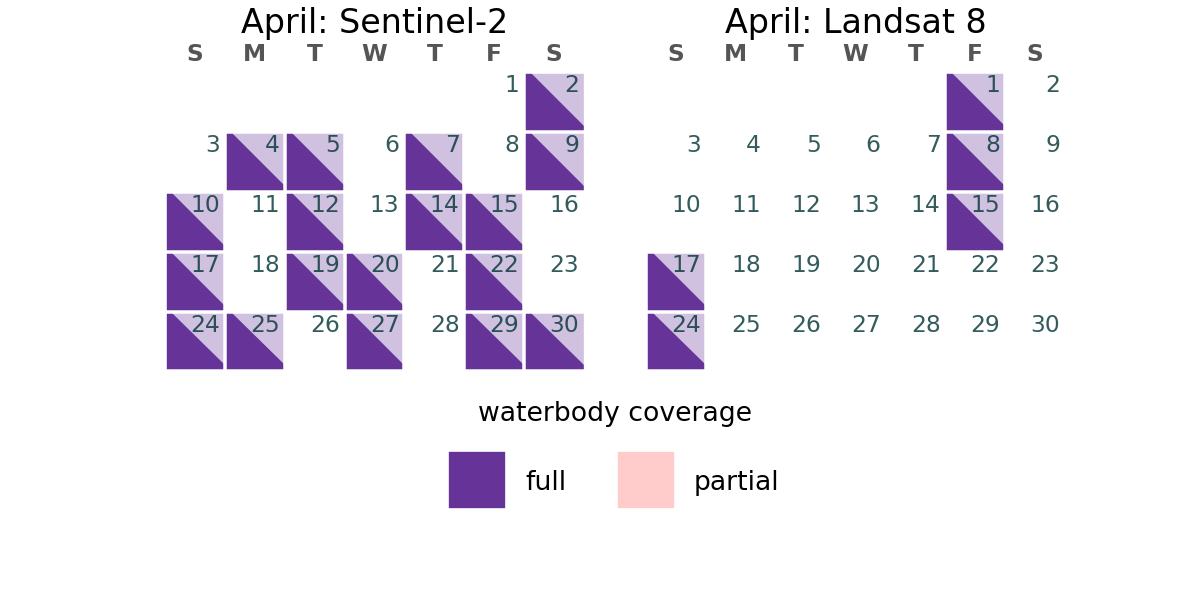 April: Sentinel-2
S M T W T F S
1 2
3 4 5 6 7 8 9
10 11 12 13 14 15 16
17 18 19 20 21 22 23
24 25 26 27 28 29 30
April: Landsat 8
S M T W T F S
1 2
3 4 5 6 7 8 9
10 11 12 13 14 15 16
17 18 19 20 21 22 23
24 25 26 27 28 29 30
waterbody coverage
full partial